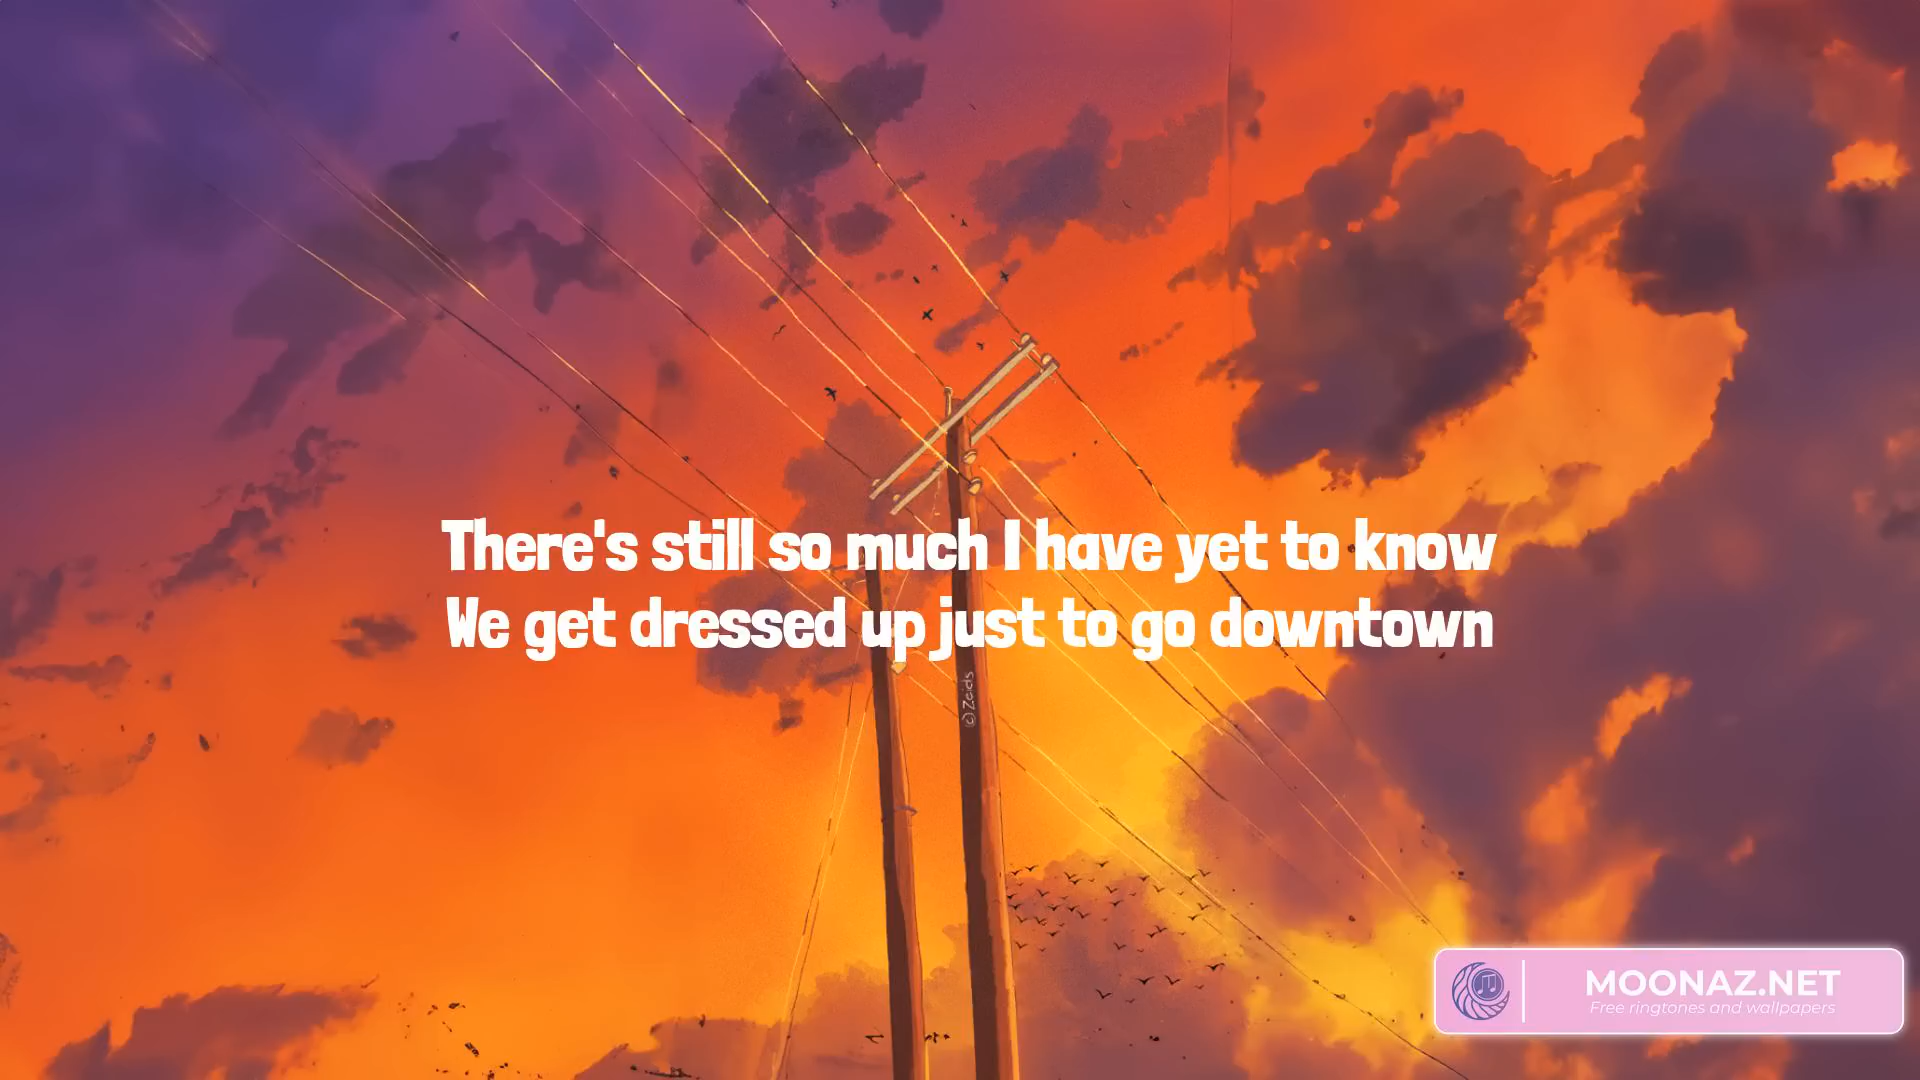 There's still so much I have yet to know
We get dressed up just to go downtown
© Zaids
MOONAZ.NET
Free ringtones and wallpapers